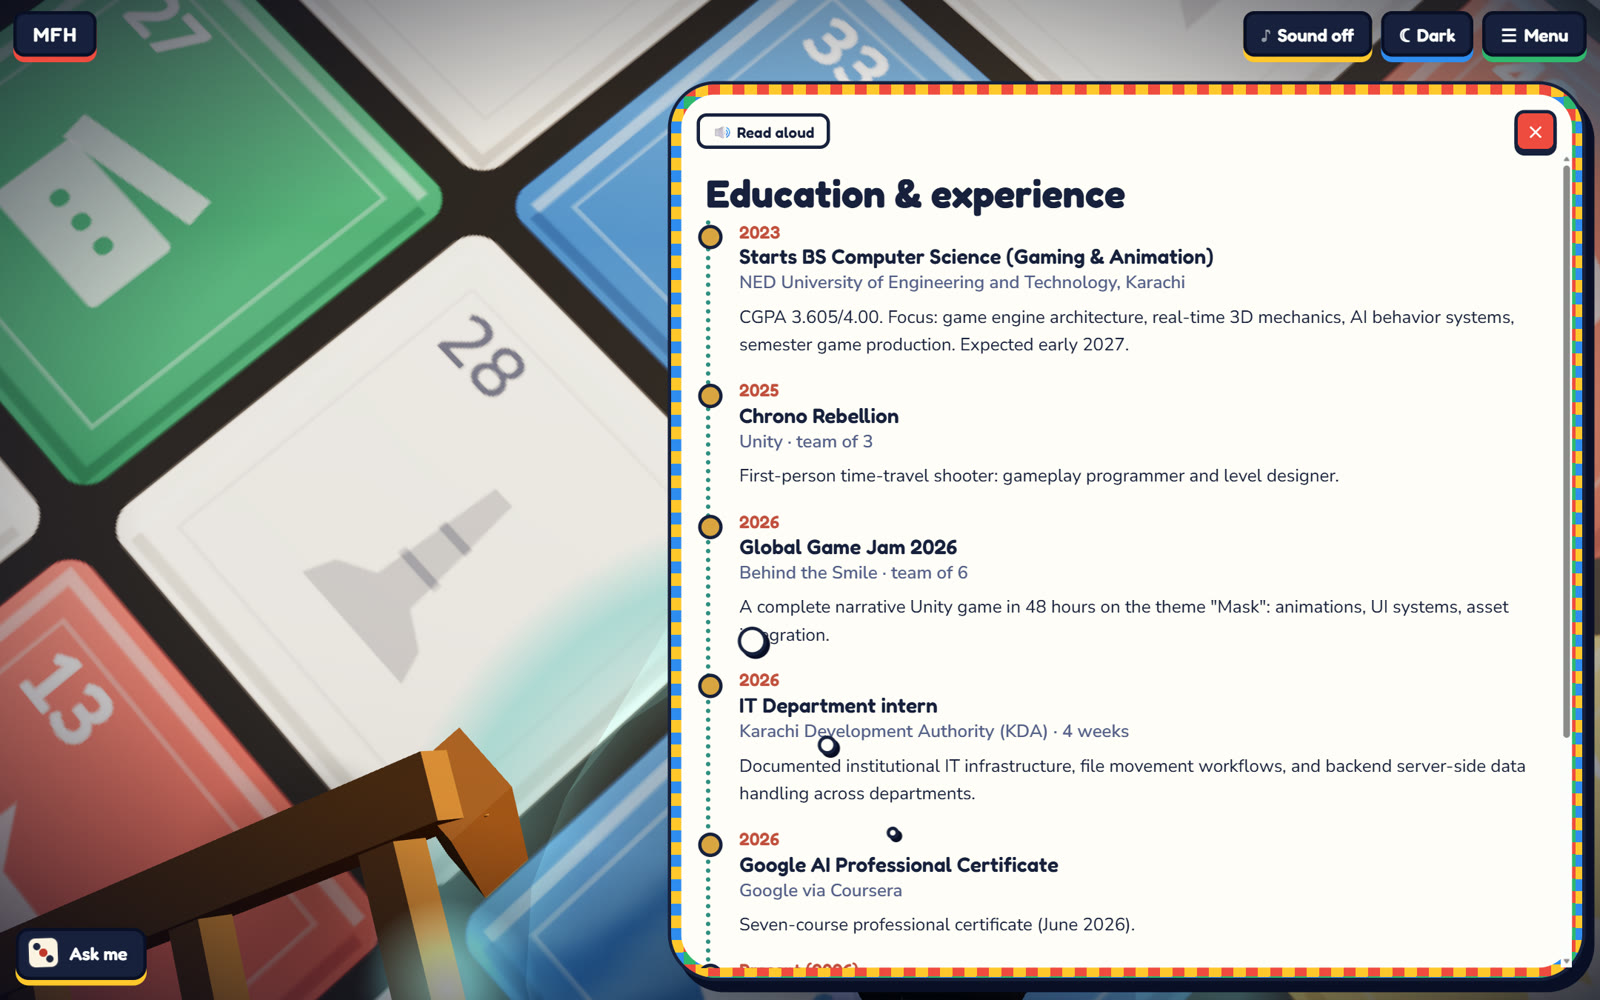 MFH
♪ Sound off
☾ Dark
☰ Menu
27
33
28
13
Read aloud
×
Education & experience
2023
Starts BS Computer Science (Gaming & Animation)
NED University of Engineering and Technology, Karachi
CGPA 3.605/4.00. Focus: game engine architecture, real-time 3D mechanics, AI behavior systems,
semester game production. Expected early 2027.
2025
Chrono Rebellion
Unity · team of 3
First-person time-travel shooter: gameplay programmer and level designer.
2026
Global Game Jam 2026
Behind the Smile · team of 6
A complete narrative Unity game in 48 hours on the theme "Mask": animations, UI systems, asset
integration.
2026
IT Department intern
Karachi Development Authority (KDA) · 4 weeks
Documented institutional IT infrastructure, file movement workflows, and backend server-side data
handling across departments.
2026
Google AI Professional Certificate
Google via Coursera
Seven-course professional certificate (June 2026).
Ask me